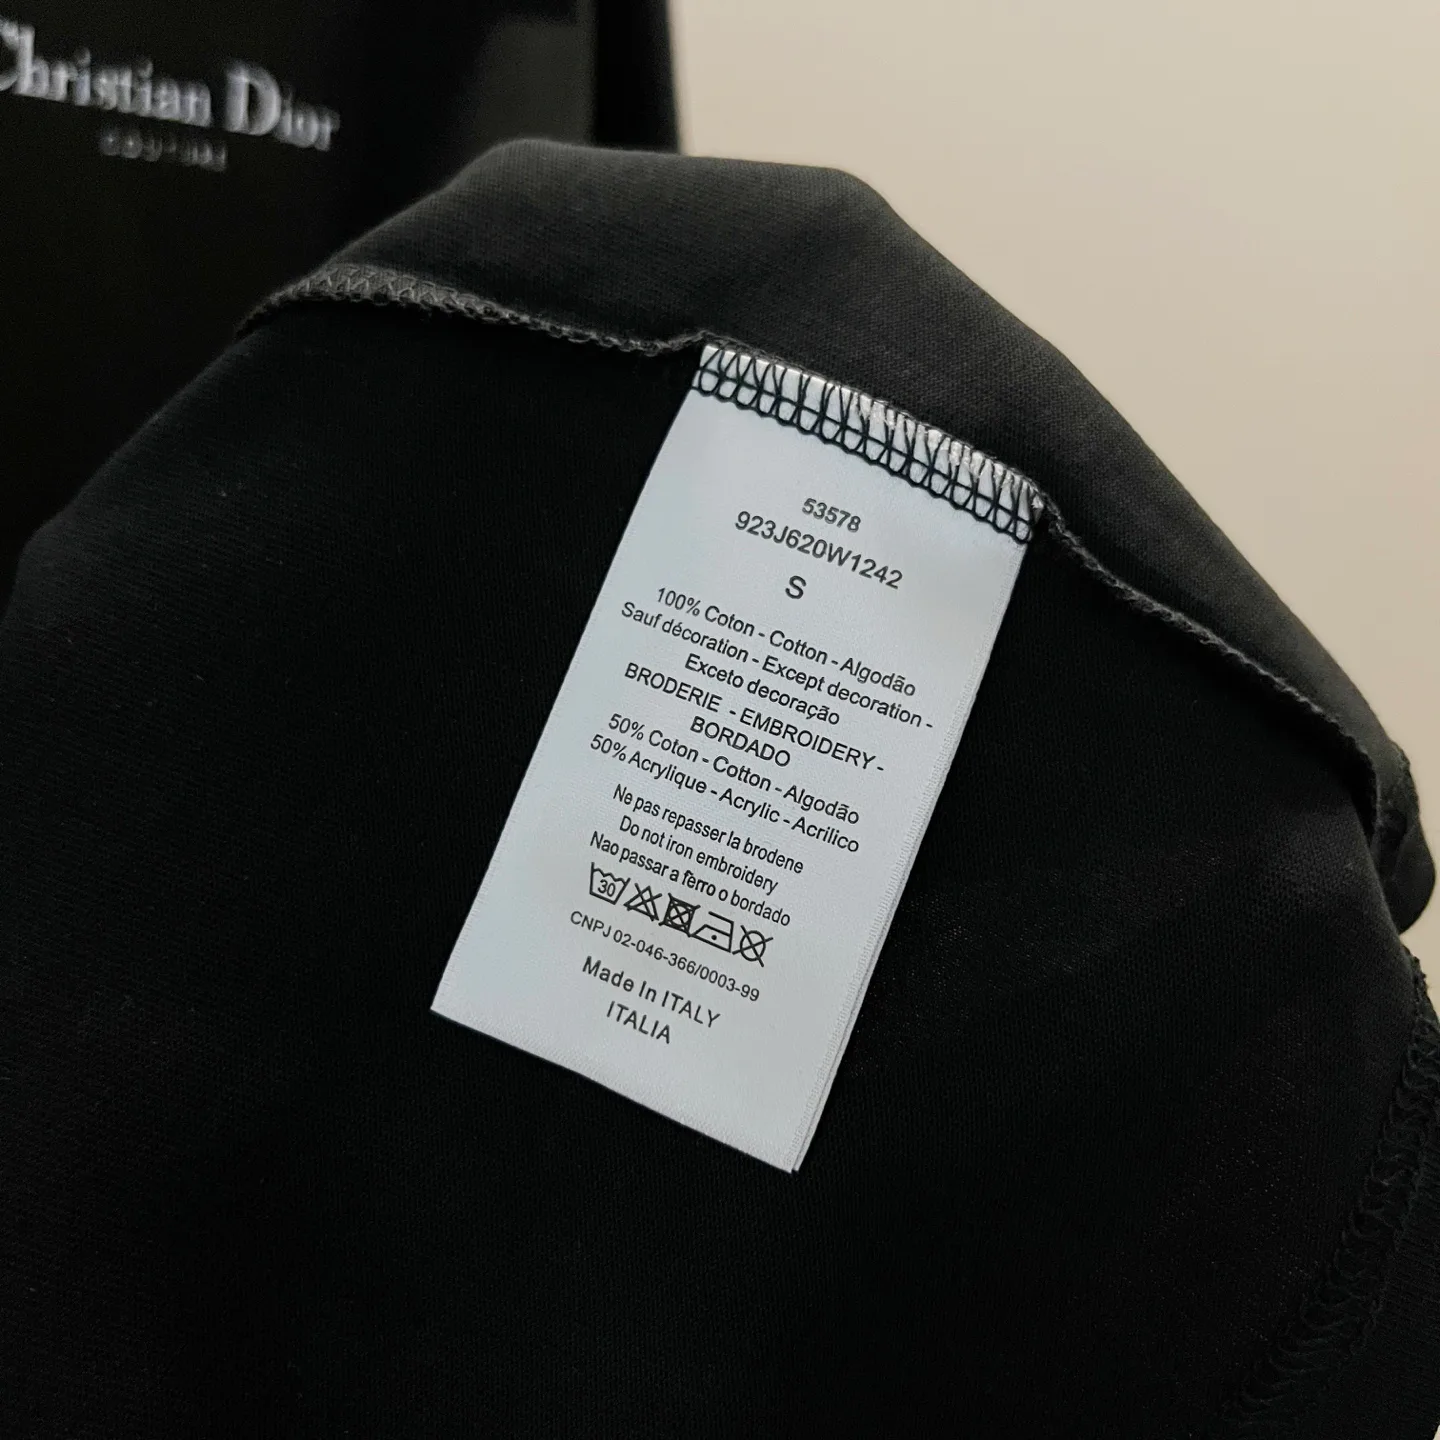 Christian Dior
COUTURE
53578
923J620W1242
S
100% Coton - Cotton - Algodão
Sauf décoration - Except decoration -
Exceto decoração
BRODERIE - EMBROIDERY -
BORDADO
50% Coton - Cotton - Algodão
50% Acrylique - Acrylic - Acrilico
Ne pas repasser la brodene
Do not iron embroidery
Nao passar a ferro o bordado
30
CNPJ 02-046-366/0003-99
Made In ITALY
ITALIA